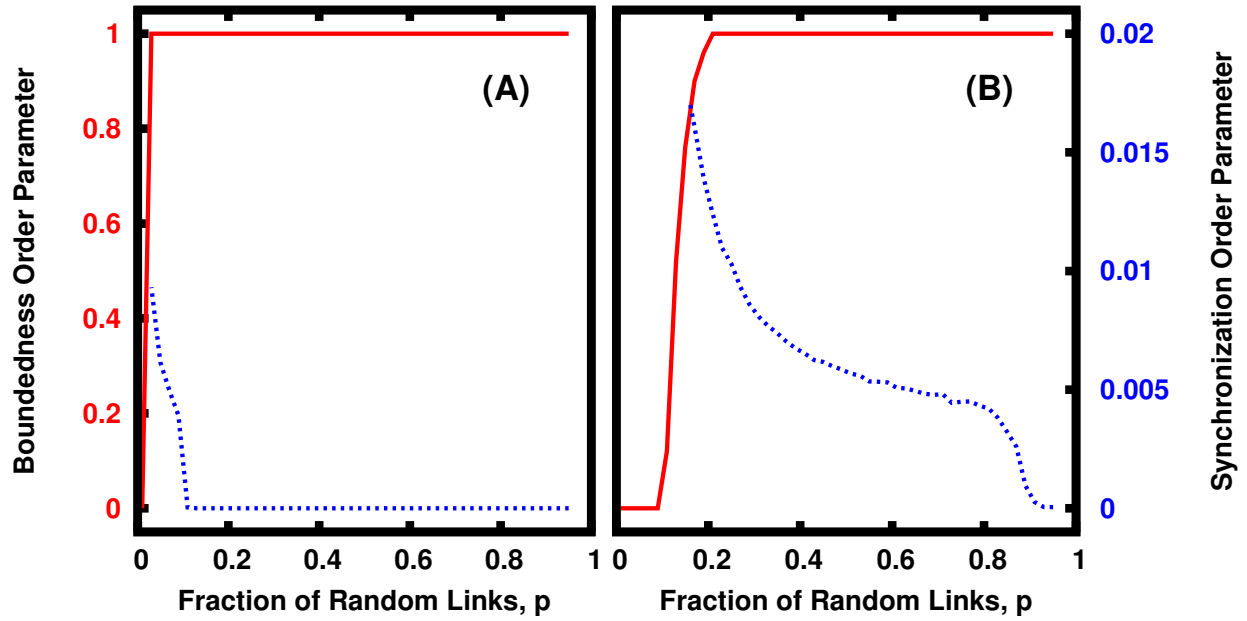 Boundedness Order Parameter
1
0.8
0.6
0.4
0.2
0
(A)
0 0.2 0.4 0.6 0.8 1
Fraction of Random Links, p
(B)
0 0.2 0.4 0.6 0.8 1
Fraction of Random Links, p
0.02
0.015
0.01
0.005
0
Synchronization Order Parameter